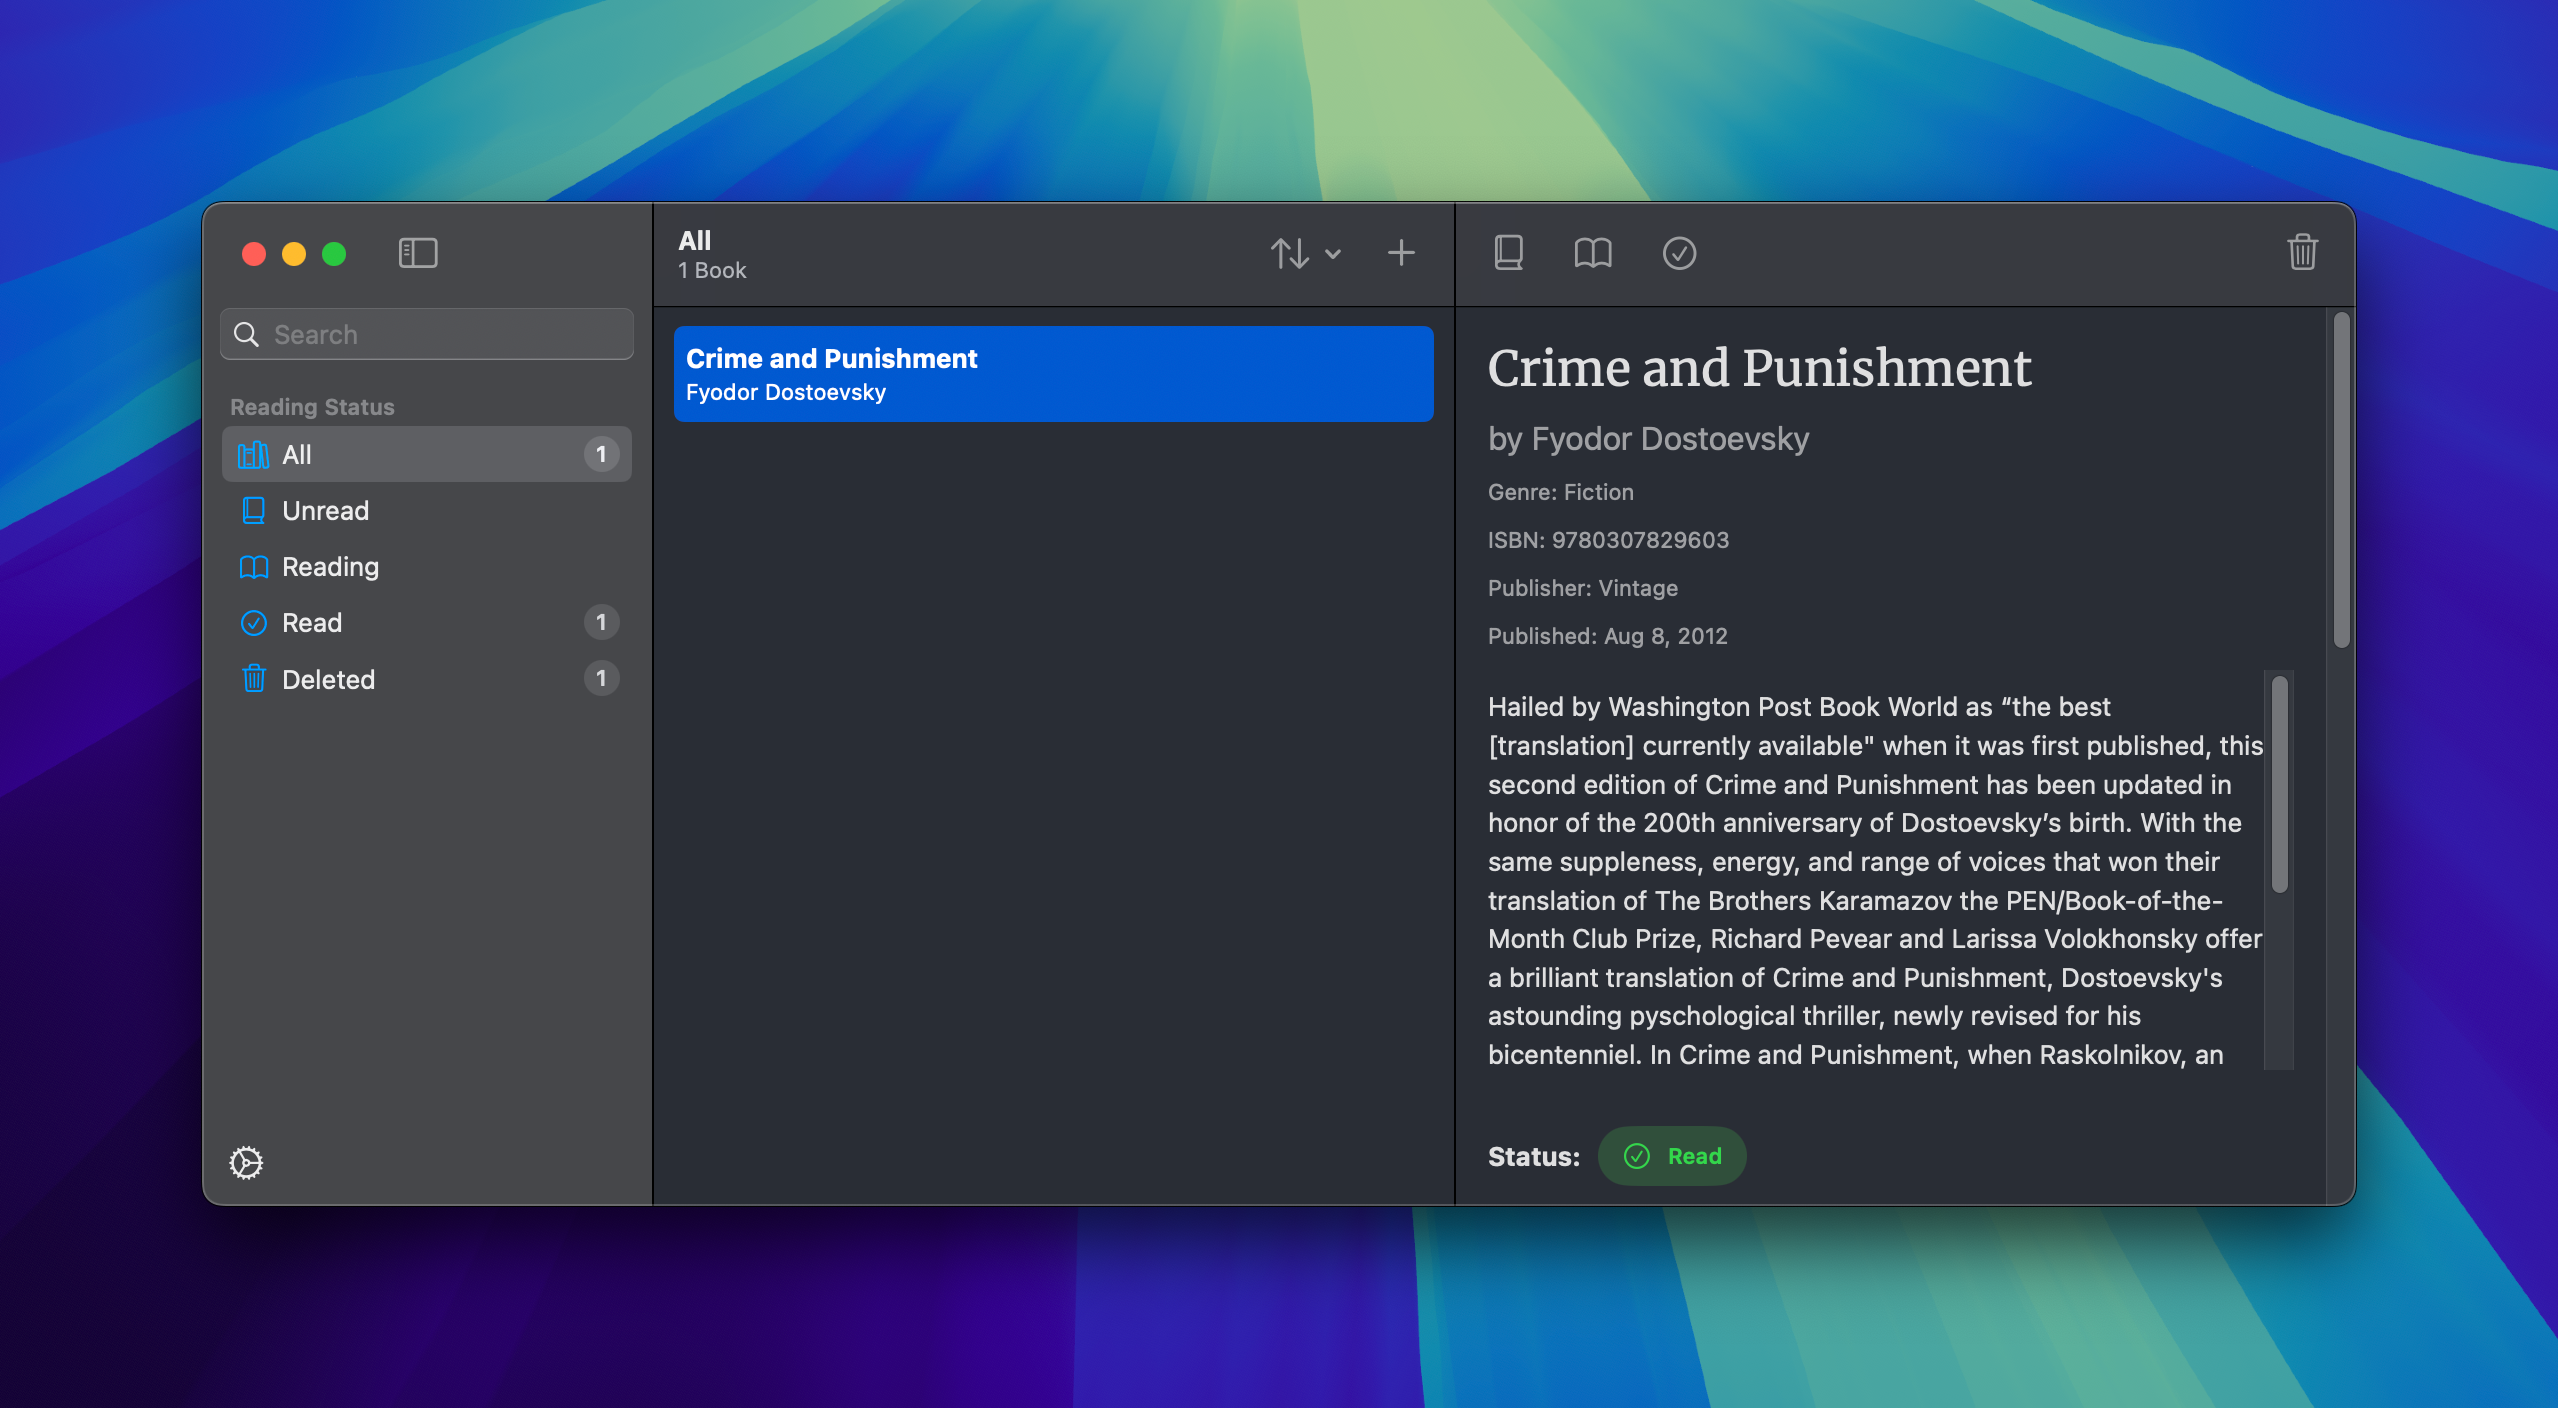 Search
Reading Status
All
1
Unread
Reading
Read
1
Deleted
1
All
1 Book
Crime and Punishment
Fyodor Dostoevsky
Crime and Punishment
by Fyodor Dostoevsky
Genre: Fiction
ISBN: 9780307829603
Publisher: Vintage
Published: Aug 8, 2012
Hailed by Washington Post Book World as “the best
[translation] currently available" when it was first published, this
second edition of Crime and Punishment has been updated in
honor of the 200th anniversary of Dostoevsky’s birth. With the
same suppleness, energy, and range of voices that won their
translation of The Brothers Karamazov the PEN/Book-of-the-
Month Club Prize, Richard Pevear and Larissa Volokhonsky offer
a brilliant translation of Crime and Punishment, Dostoevsky's
astounding pyschological thriller, newly revised for his
bicentenniel. In Crime and Punishment, when Raskolnikov, an
Status:
Read